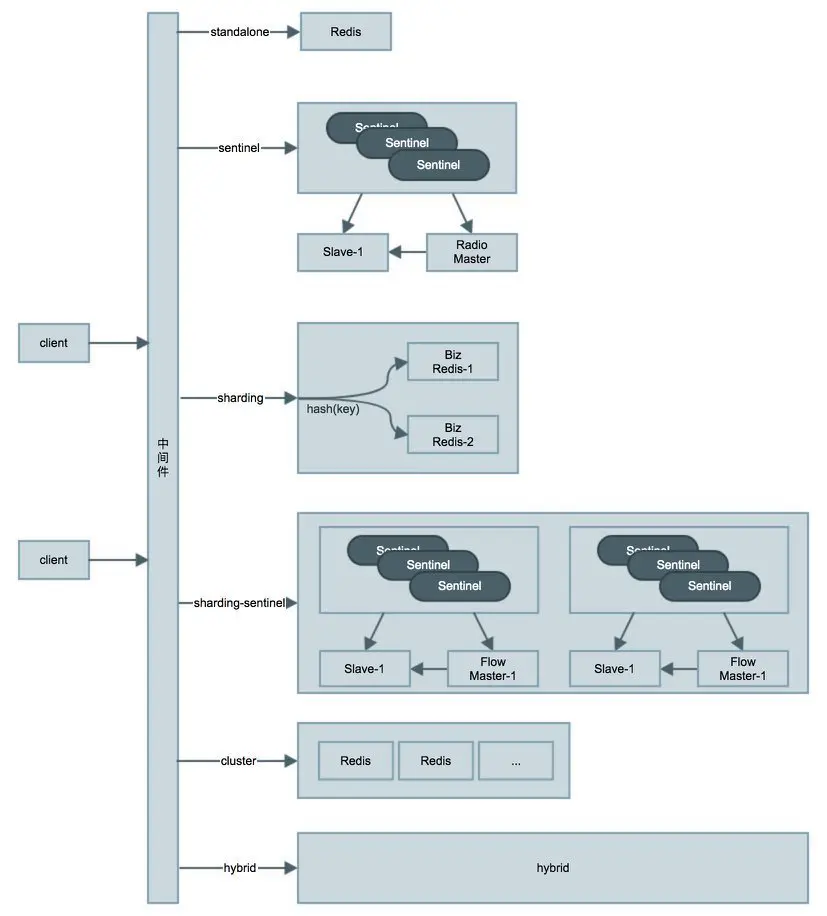 standalone
Redis
Sentinel
Sentinel
Sentinel
sentinel
Slave-1
Radio
Master
client
Biz
Redis-1
sharding
hash(key)
Biz
Redis-2
中
间
件
client
Sentinel
Sentinel
Sentinel
Sentinel
Sentinel
Sentinel
sharding-sentinel
Slave-1
Flow
Master-1
Slave-1
Flow
Master-1
cluster
Redis
Redis
...
hybrid
hybrid